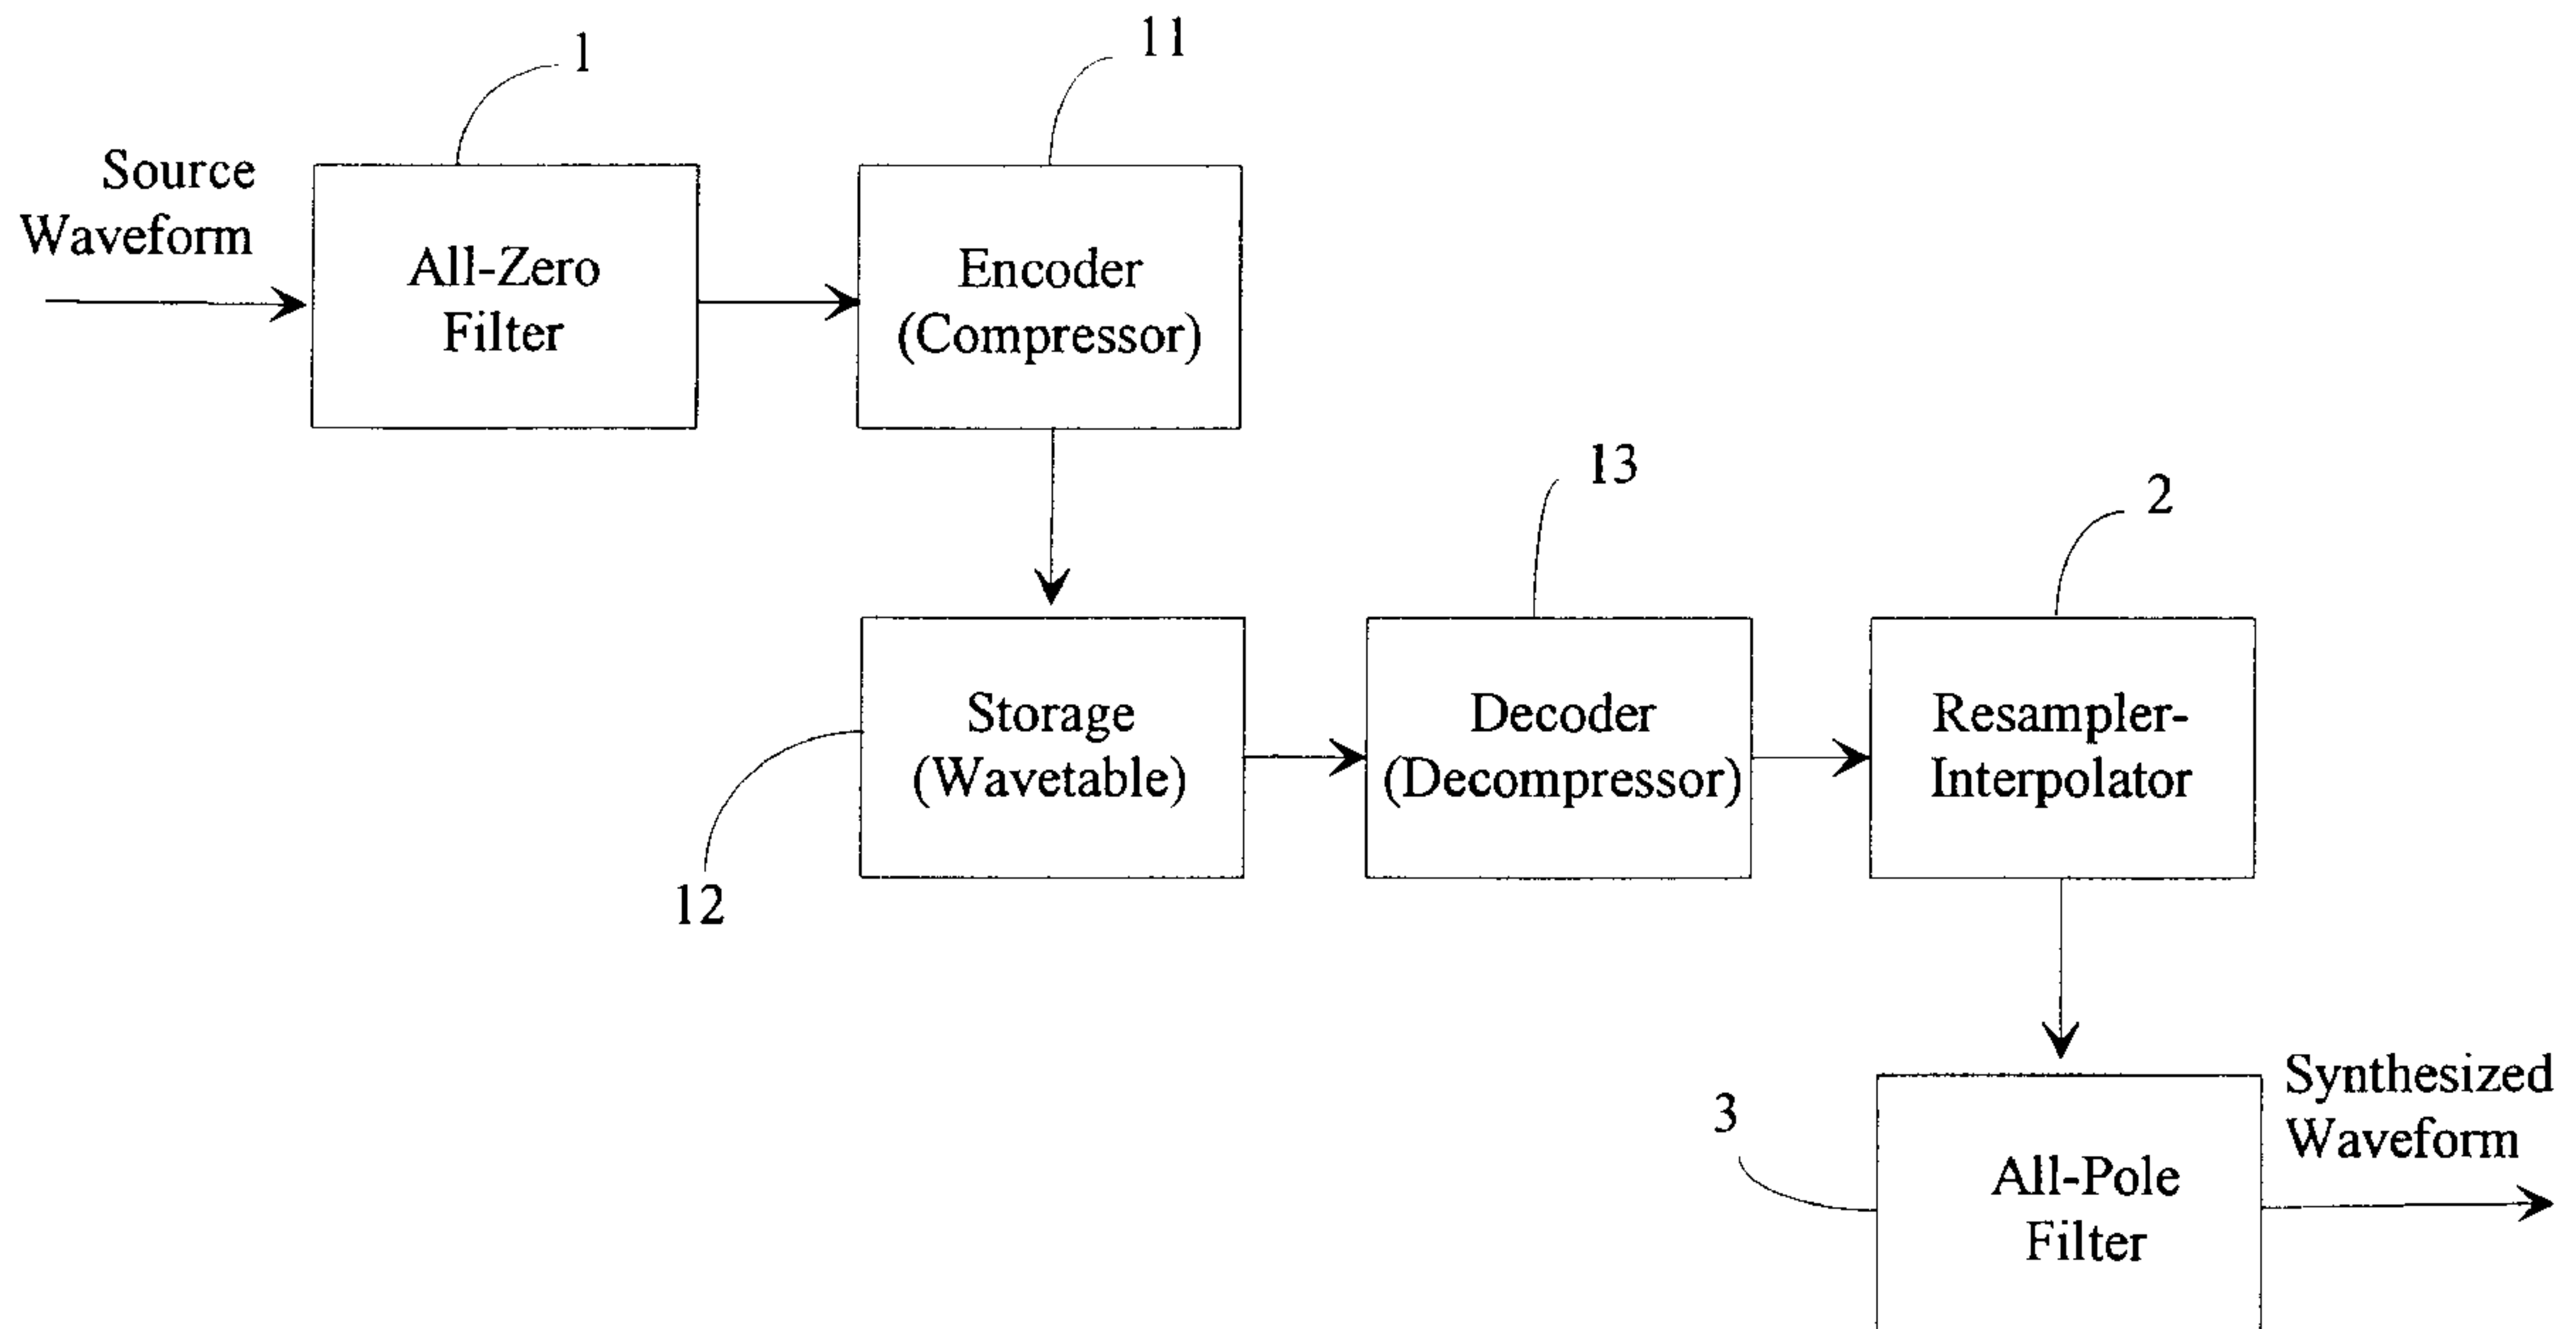 1
11
Source
Waveform
All-Zero
Filter
Encoder
(Compressor)
13
2
Storage
(Wavetable)
Decoder
(Decompressor)
Resampler-
Interpolator
12
3
Synthesized
Waveform
All-Pole
Filter